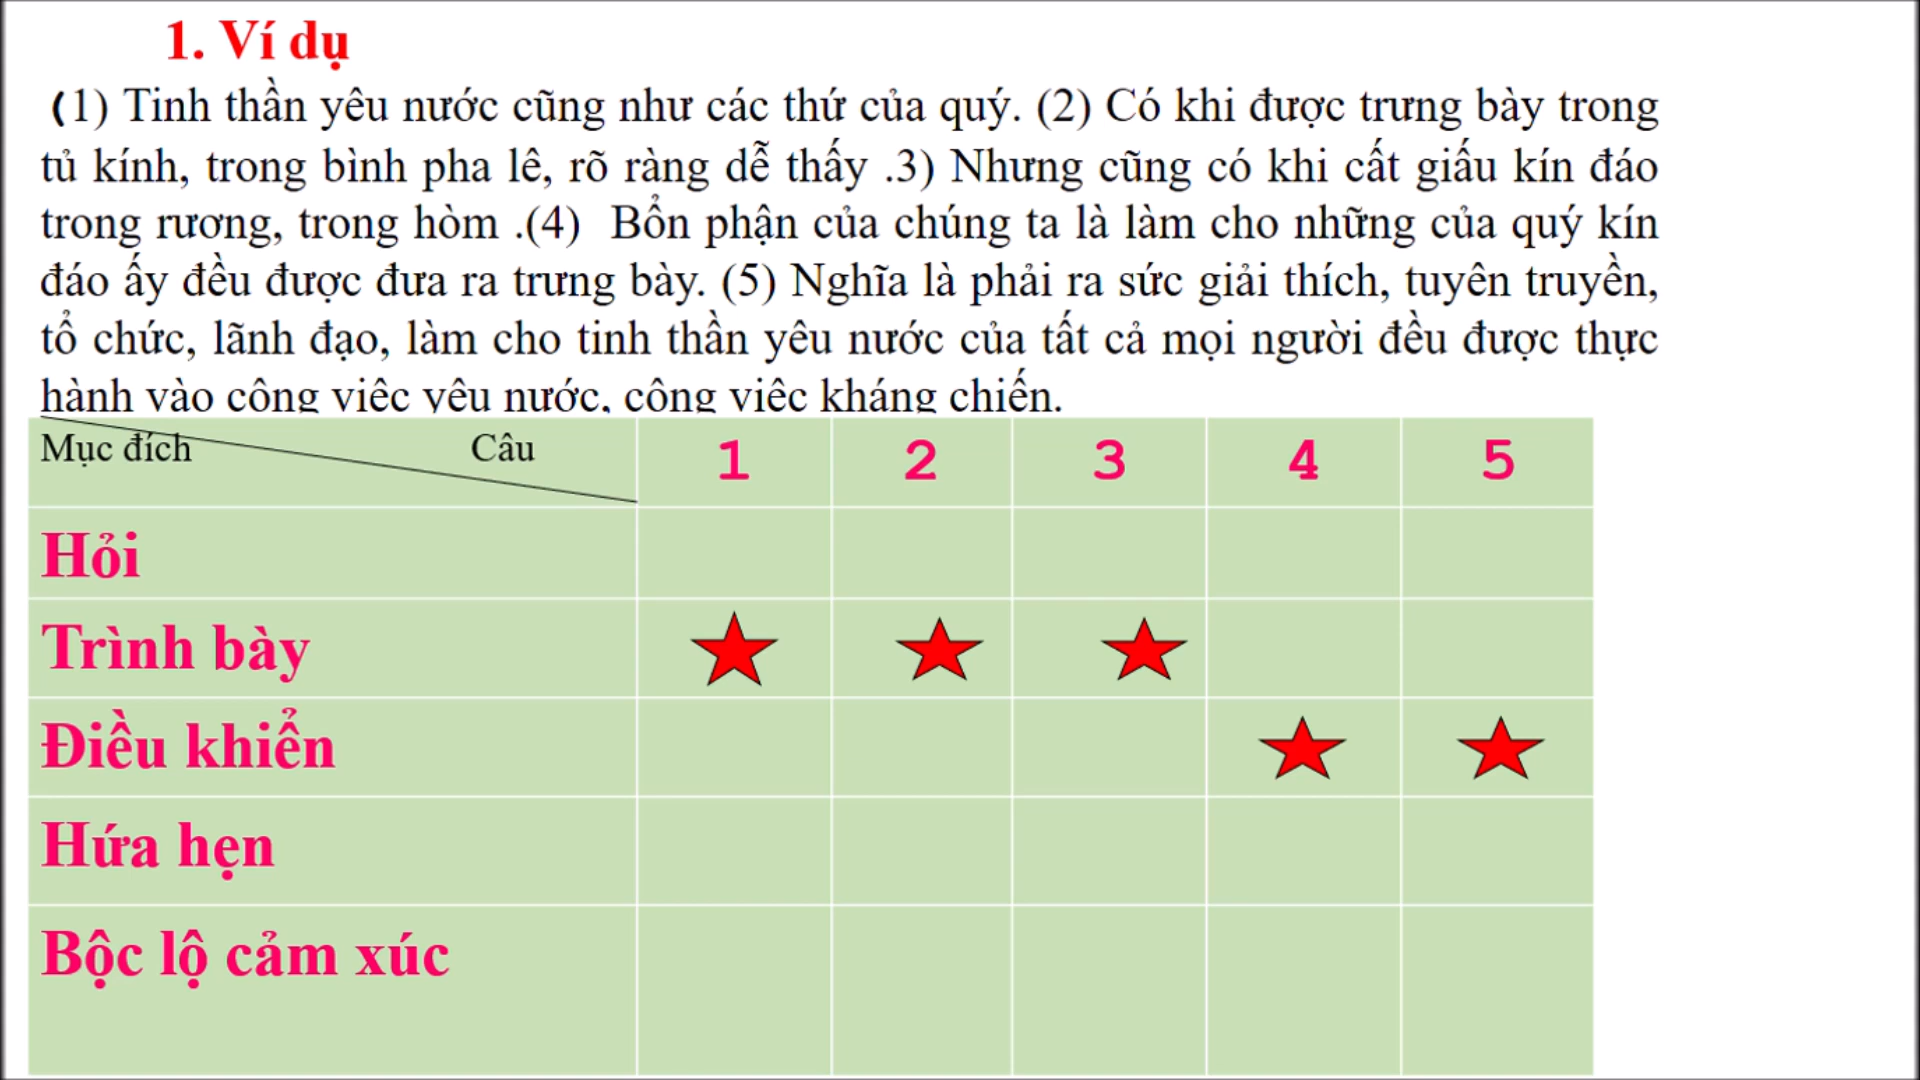 1. Ví dụ
(1) Tinh thần yêu nước cũng như các thứ của quý. (2) Có khi được trưng bày trong
tủ kính, trong bình pha lê, rõ ràng dễ thấy .3) Nhưng cũng có khi cất giấu kín đáo
trong rương, trong hòm .(4) Bổn phận của chúng ta là làm cho những của quý kín
đáo ấy đều được đưa ra trưng bày. (5) Nghĩa là phải ra sức giải thích, tuyên truyền,
tổ chức, lãnh đạo, làm cho tinh thần yêu nước của tất cả mọi người đều được thực
hành vào công việc yêu nước, công việc kháng chiến.
Mục đích Câu 1 2 3 4 5
Hỏi
Trình bày
Điều khiển
Hứa hẹn
Bộc lộ cảm xúc